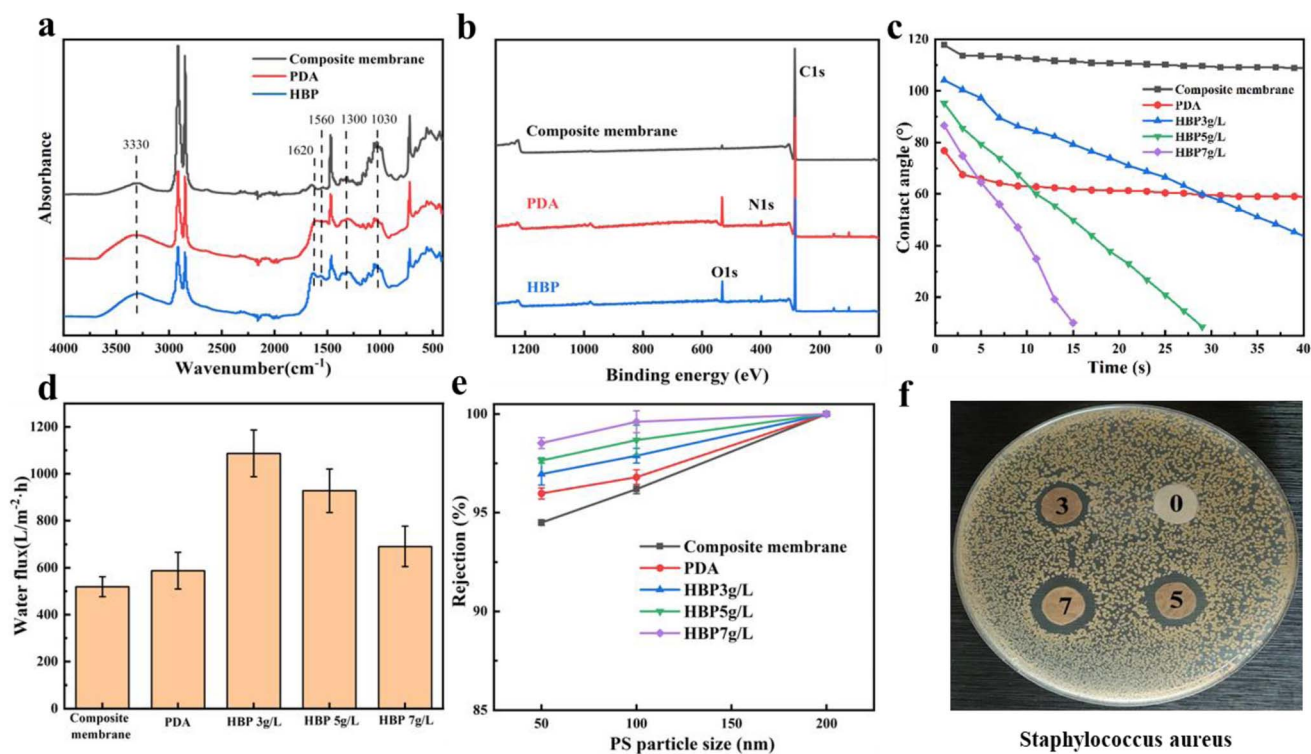 a
Composite membrane
PDA
HBP
3330
1620
1560
1300
1030
Absorbance
4000 3500 3000 2500 2000 1500 1000 500
Wavenumber(cm⁻¹)
b
C1s
Composite membrane
PDA
N1s
O1s
HBP
1200 1000 800 600 400 200 0
Binding energy (eV)
c
120
100
80
60
40
20
Contact angle (°)
Composite membrane
PDA
HBP3g/L
HBP5g/L
HBP7g/L
0 5 10 15 20 25 30 35 40
Time (s)
d
1200
1000
800
600
400
200
0
Water flux(L/m⁻²·h)
Composite membrane
PDA
HBP 3g/L
HBP 5g/L
HBP 7g/L
e
100
95
90
85
Rejection (%)
Composite membrane
PDA
HBP3g/L
HBP5g/L
HBP7g/L
50 100 150 200
PS particle size (nm)
f
3
0
7
5
Staphylococcus aureus